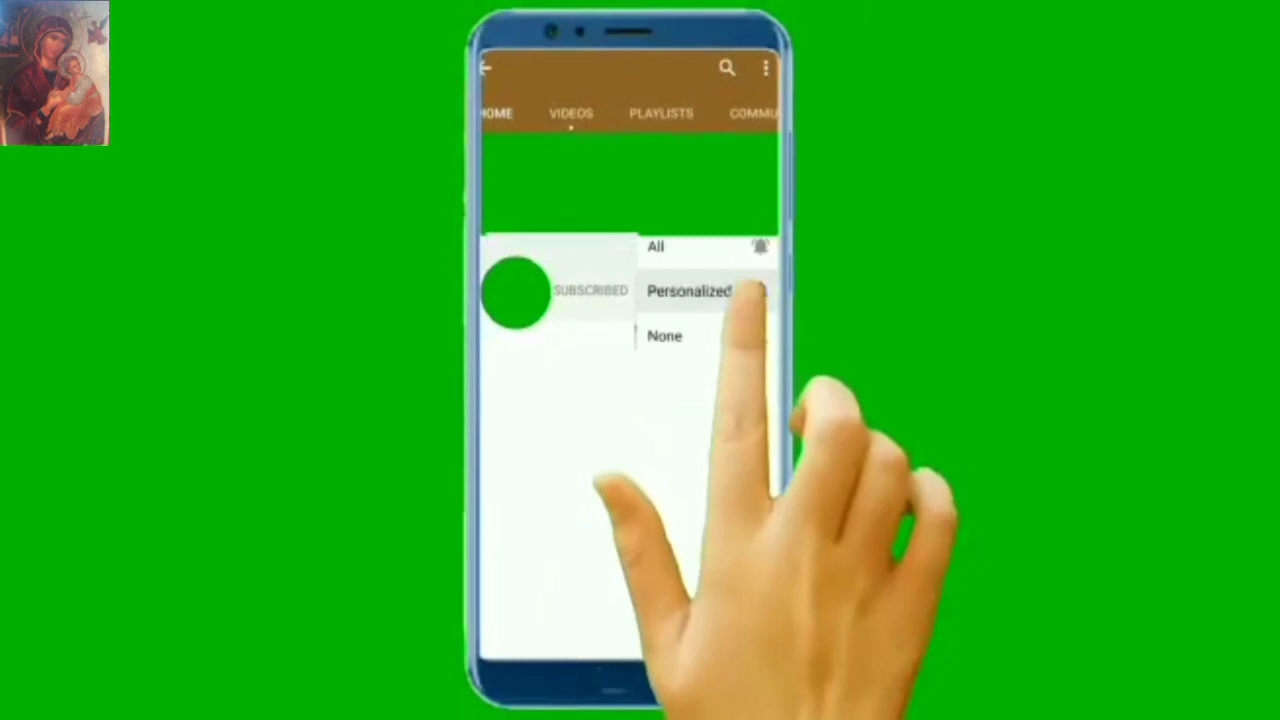 HOME VIDEOS PLAYLISTS COMMU
All
SUBSCRIBED
Personalized
None